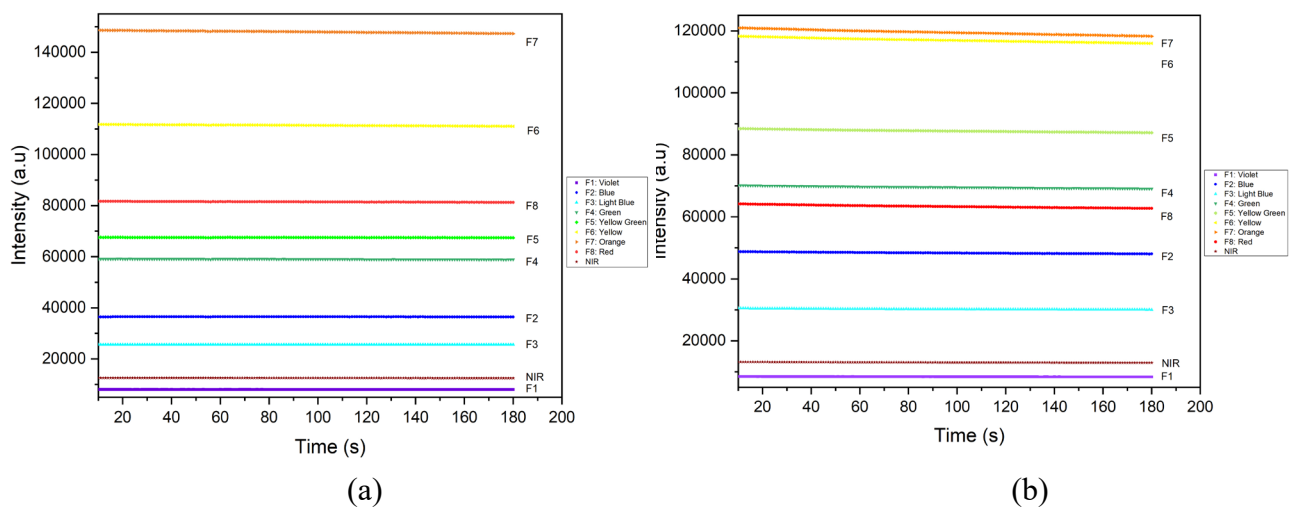 140000
120000
100000
80000
60000
40000
20000
Intensity (a.u)
20 40 60 80 100 120 140 160 180 200
Time (s)
F7
F6
F8
F5
F4
F2
F3
NIR
F1
F1: Violet
F2: Blue
F3: Light Blue
F4: Green
F5: Yellow Green
F6: Yellow
F7: Orange
F8: Red
NIR
(a)
120000
100000
80000
60000
40000
20000
Intensity (a.u)
20 40 60 80 100 120 140 160 180 200
Time (s)
F7
F6
F5
F4
F8
F2
F3
NIR
F1
F1: Violet
F2: Blue
F3: Light Blue
F4: Green
F5: Yellow Green
F6: Yellow
F7: Orange
F8: Red
NIR
(b)